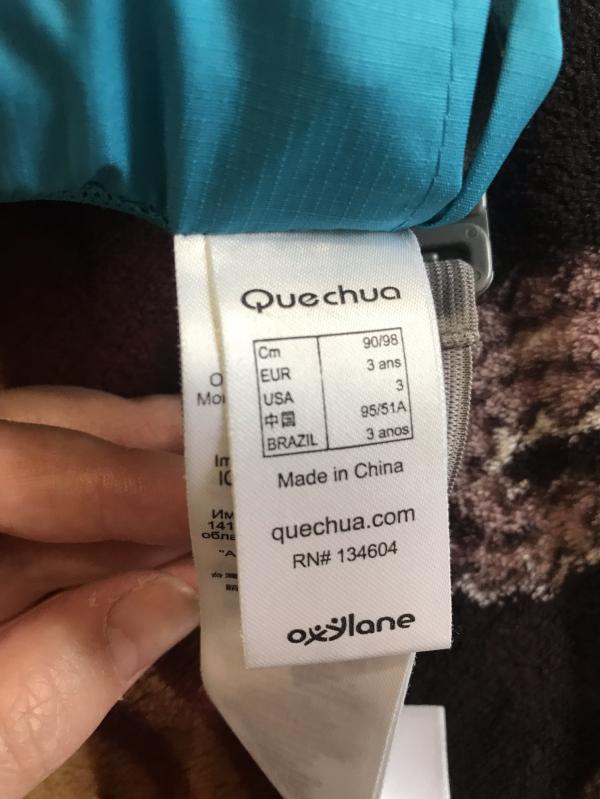 Quechua
Cm 90/98
EUR 3 ans
USA 3
中国 95/51A
BRAZIL 3 anos
Made in China
quechua.com
RN# 134604
oxylane
141